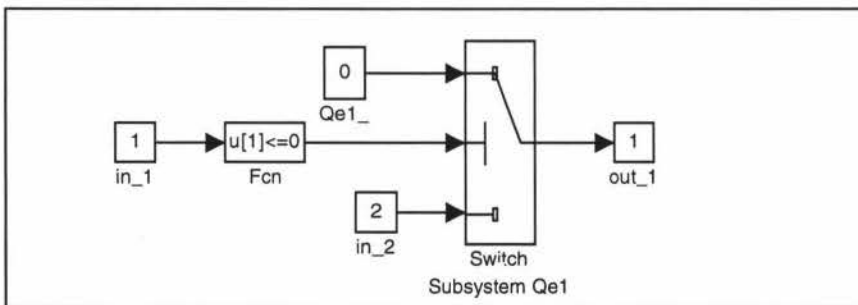 0
Qe1_
1
in_1
u[1]<=0
Fcn
1
out_1
2
in_2
Switch
Subsystem Qe1